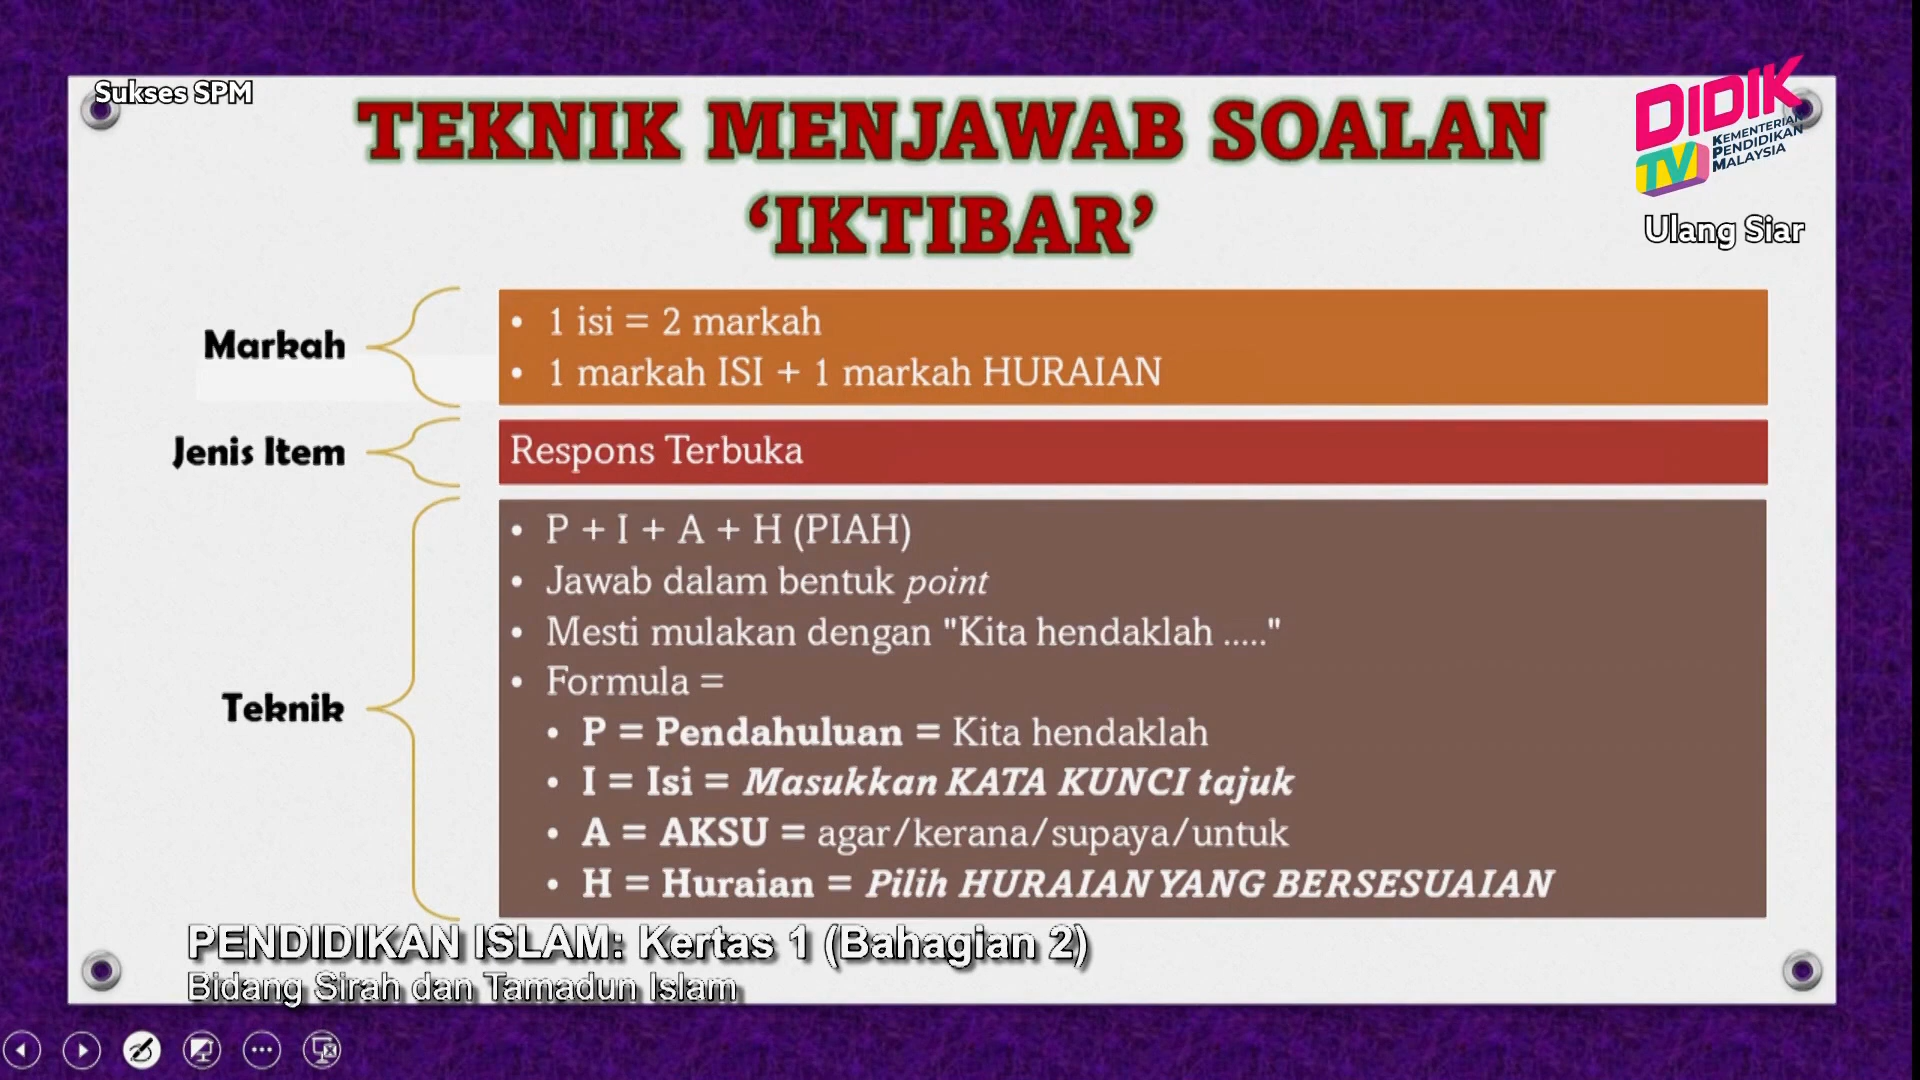 Sukses SPM
TEKNIK MENJAWAB SOALAN
‘IKTIBAR’
DIDIK
TV
KEMENTERIAN
PENDIDIKAN
MALAYSIA
Ulang Siar
Markah
• 1 isi = 2 markah
• 1 markah ISI + 1 markah HURAIAN
Jenis Item
Respons Terbuka
Teknik
• P + I + A + H (PIAH)
• Jawab dalam bentuk point
• Mesti mulakan dengan "Kita hendaklah ....."
• Formula =
• P = Pendahuluan = Kita hendaklah
• I = Isi = Masukkan KATA KUNCI tajuk
• A = AKSU = agar/kerana/supaya/untuk
• H = Huraian = Pilih HURAIAN YANG BERSESUAIAN
PENDIDIKAN ISLAM: Kertas 1 (Bahagian 2)
Bidang Sirah dan Tamadun Islam